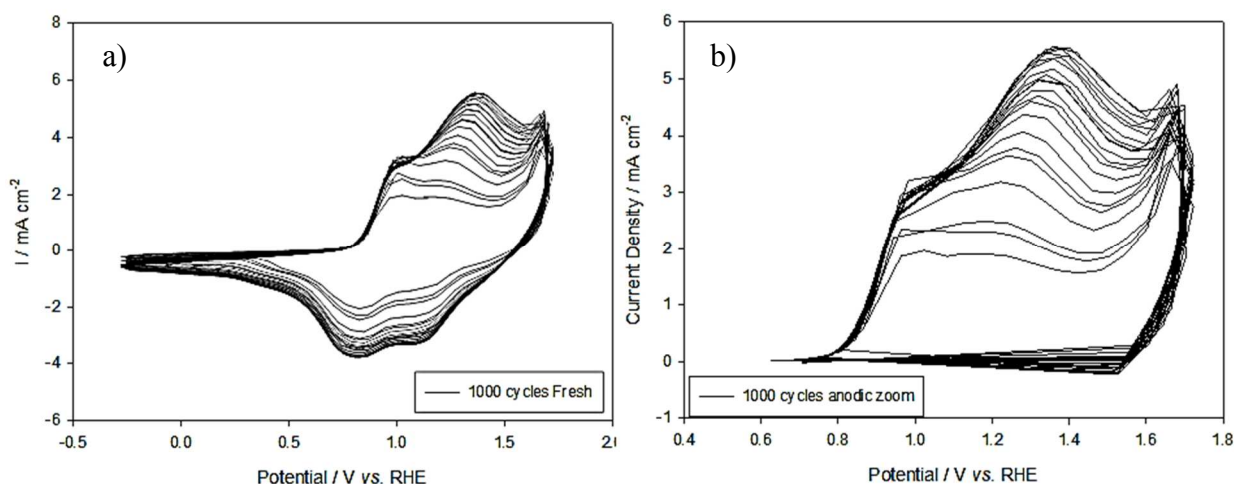 a)
8
6
4
2
0
-2
-4
-6
I / mA cm-2
-0.5 0.0 0.5 1.0 1.5 2.0
Potential / V vs. RHE
1000 cycles Fresh
b)
6
5
4
3
2
1
0
-1
Current Density / mA cm-2
0.4 0.6 0.8 1.0 1.2 1.4 1.6 1.8
Potential / V vs. RHE
1000 cycles anodic zoom